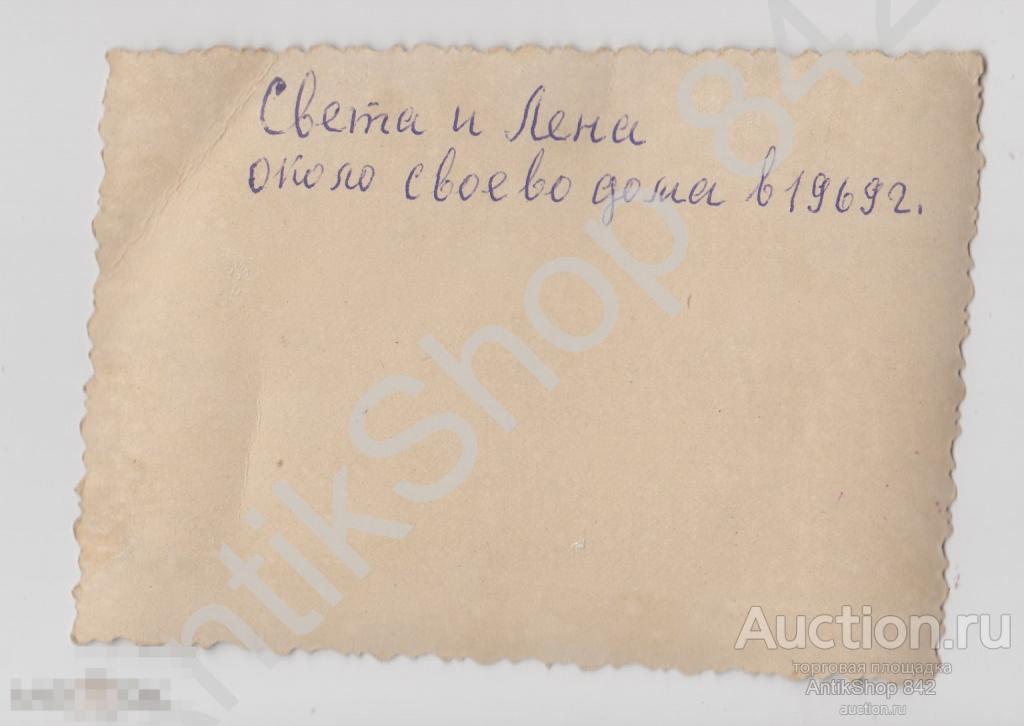 Света и Лена
около своево дома в 1969г.
AntikShop 842
Auction.ru
торговая площадка
AntikShop 842
auction.ru